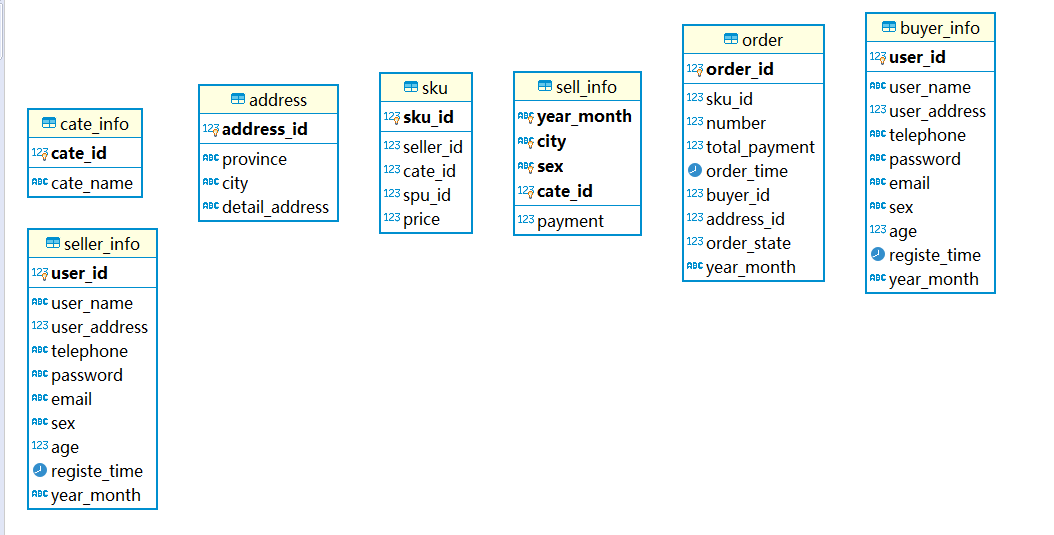 cate_info
cate_id
cate_name
address
address_id
province
city
detail_address
sku
sku_id
seller_id
cate_id
spu_id
price
sell_info
year_month
city
sex
cate_id
payment
order
order_id
sku_id
number
total_payment
order_time
buyer_id
address_id
order_state
year_month
buyer_info
user_id
user_name
user_address
telephone
password
email
sex
age
registe_time
year_month
seller_info
user_id
user_name
user_address
telephone
password
email
sex
age
registe_time
year_month